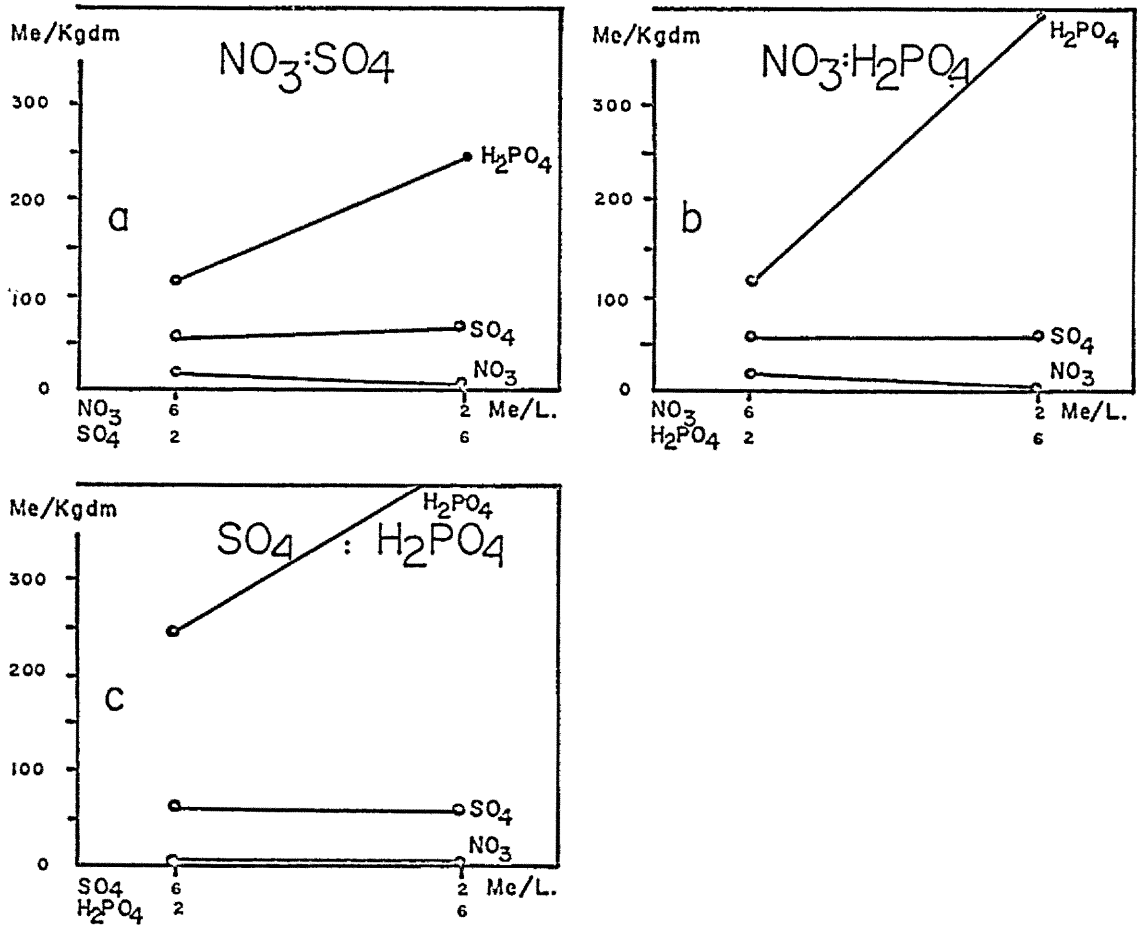 Me/Kgdm
NO3:SO4
300
H2PO4
200
a
100
SO4
NO3
0
NO3 6 2 Me/L.
SO4 2 6
Me/Kgdm
H2PO4
NO3:H2PO4
300
200
b
100
SO4
NO3
0
NO3 6 2 Me/L.
H2PO4 2 6
Me/Kgdm
H2PO4
SO4 : H2PO4
300
200
c
100
SO4
NO3
0
SO4 6 2 Me/L.
H2PO4 2 6